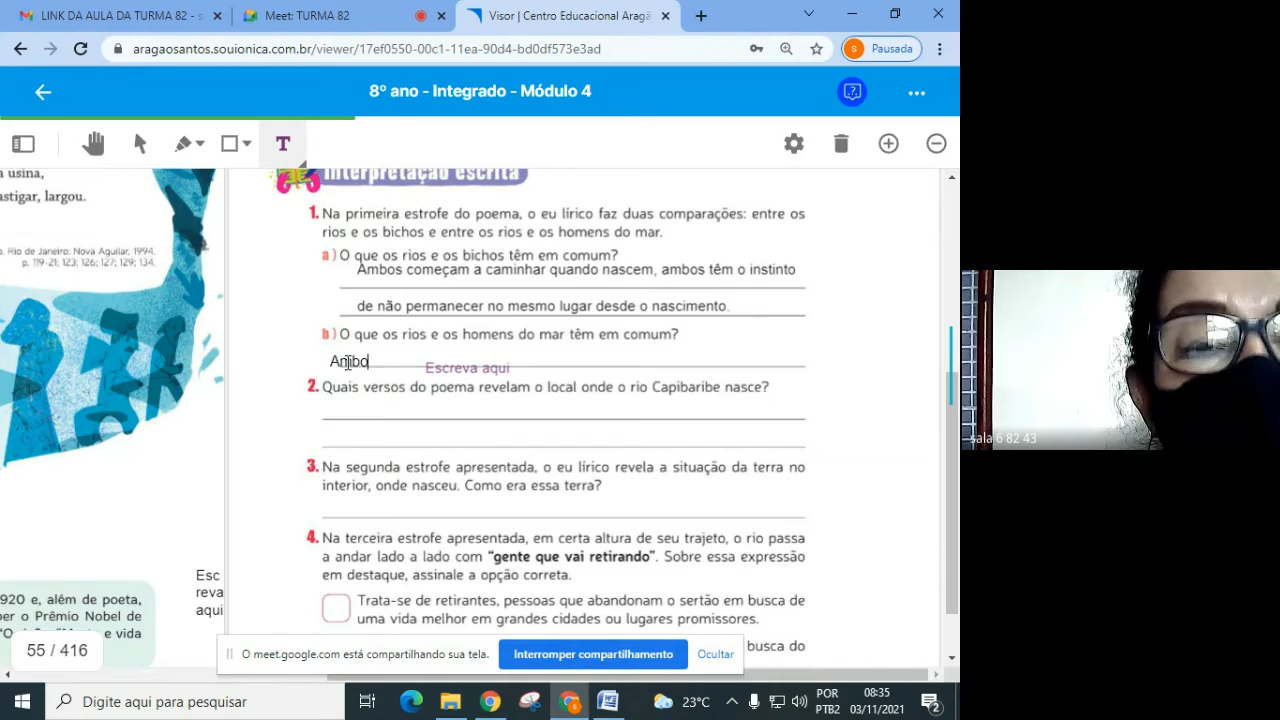 LINK DA AULA DA TURMA 82 - s
Meet: TURMA 82
Visor | Centro Educacional Aragã
aragaosantos.souionica.com.br/viewer/17ef0550-00c1-11ea-90d4-bd0df573e3ad
S Pausada
8º ano - Integrado - Módulo 4
T
a usina,
astigar, largou.
. Rio de Janeiro: Nova Aguilar, 1994.
p. 119-21; 123; 126; 127; 129; 134.
Interpretação escrita
1. Na primeira estrofe do poema, o eu lírico faz duas comparações: entre os
rios e os bichos e entre os rios e os homens do mar.
a) O que os rios e os bichos têm em comum?
Ambos começam a caminhar quando nascem, ambos têm o instinto
de não permanecer no mesmo lugar desde o nascimento.
b) O que os rios e os homens do mar têm em comum?
Ambo
Escreva aqui
2. Quais versos do poema revelam o local onde o rio Capibaribe nasce?
3. Na segunda estrofe apresentada, o eu lírico revela a situação da terra no
interior, onde nasceu. Como era essa terra?
4. Na terceira estrofe apresentada, em certa altura de seu trajeto, o rio passa
a andar lado a lado com "gente que vai retirando". Sobre essa expressão
em destaque, assinale a opção correta.
Trata-se de retirantes, pessoas que abandonam o sertão em busca de
uma vida melhor em grandes cidades ou lugares promissores.
busca do
Esc
reva
aqui
920 e, além de poeta,
er o Prêmio Nobel de
e vida
55 / 416
O meet.google.com está compartilhando sua tela.
Interromper compartilhamento
Ocultar
sala 6 82 43
Digite aqui para pesquisar
23°C
POR
PTB2
08:35
03/11/2021
2